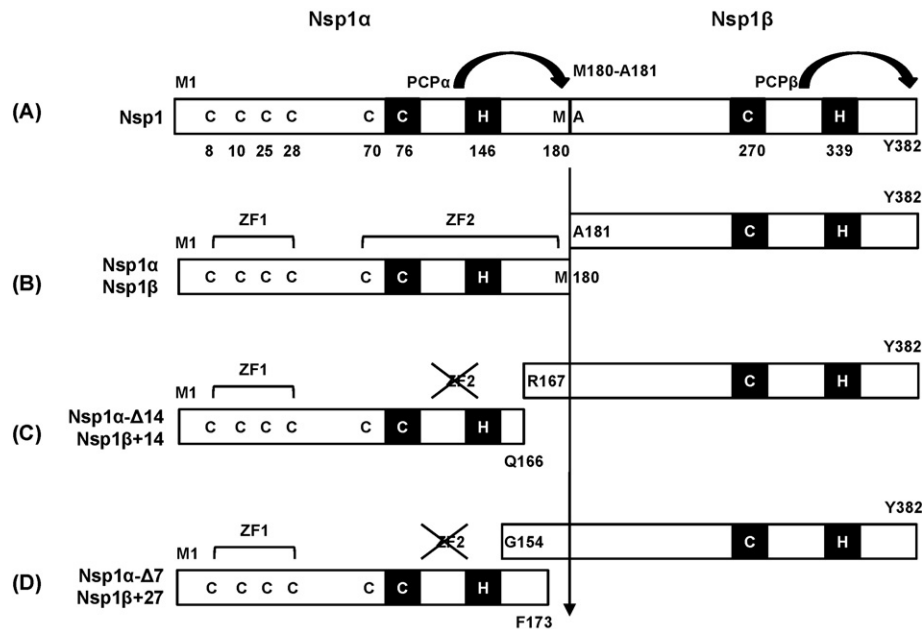 Nsp1α Nsp1β
M1 PCPα M180-A181 PCPβ
(A) Nsp1 C C C C C C H M A C H
8 10 25 28 70 76 146 180 270 339 Y382
ZF1 ZF2 Y382
M1 A181 C H
(B) Nsp1α
Nsp1β C C C C C C H M 180
Y382
ZF1 ZF2 R167 C H
M1
(C) Nsp1α-Δ14
Nsp1β+14 C C C C C C H
Q166
Y382
ZF1 ZF2 G154 C H
M1
(D) Nsp1α-Δ7
Nsp1β+27 C C C C C C H
F173